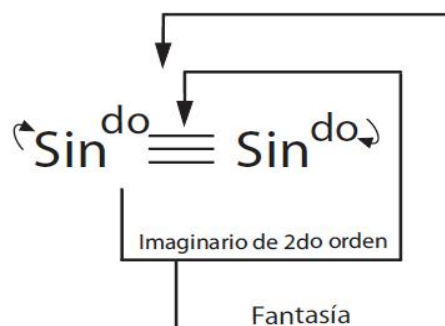 Sin^do ≡ Sin^do
Imaginario de 2do orden
Fantasía